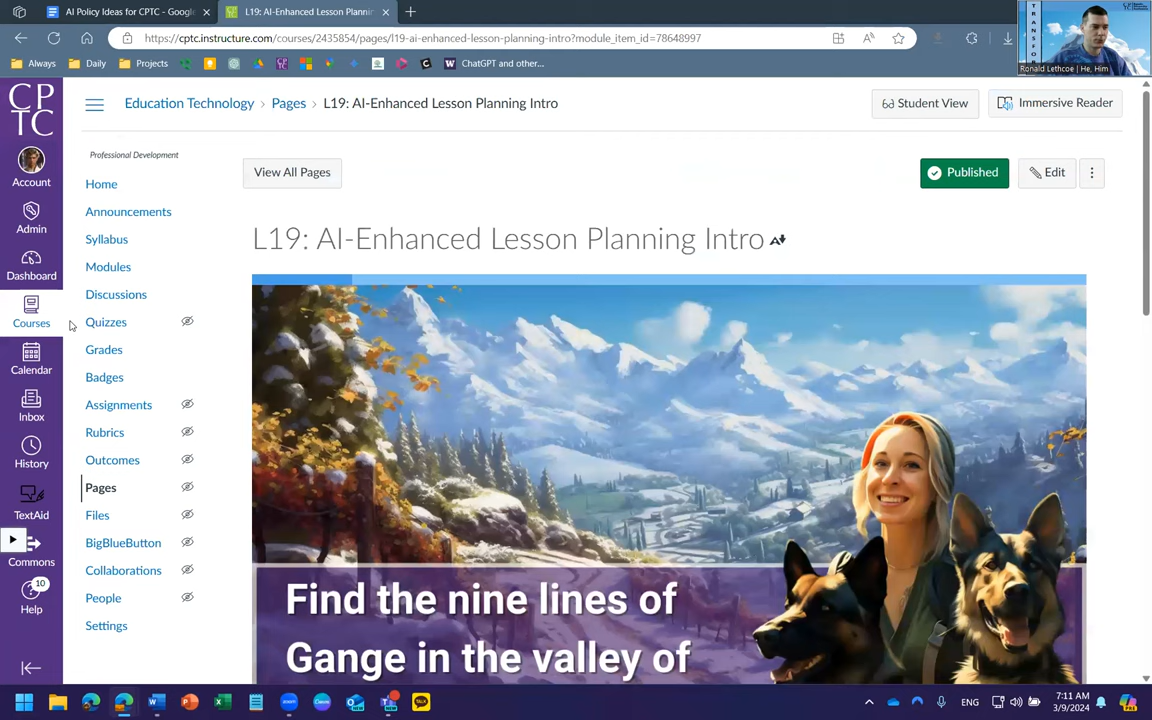 AI Policy Ideas for CPTC - Google
L19: AI-Enhanced Lesson Plannin
https://cptc.instructure.com/courses/2435854/pages/l19-ai-enhanced-lesson-planning-intro?module_item_id=78648997
Always
Daily
Projects
ChatGPT and other...
TRANSFO
Ronald Lethcoe | He, Him
CP
TC
Account
Admin
Dashboard
Courses
Calendar
Inbox
History
TextAid
Commons
10
Help
Education Technology > Pages > L19: AI-Enhanced Lesson Planning Intro
Student View
Immersive Reader
Professional Development
Home
Announcements
Syllabus
Modules
Discussions
Quizzes
Grades
Badges
Assignments
Rubrics
Outcomes
Pages
Files
BigBlueButton
Collaborations
People
Settings
View All Pages
Published
Edit
L19: AI-Enhanced Lesson Planning Intro
Find the nine lines of
Gange in the valley of
ENG
7:11 AM
3/9/2024